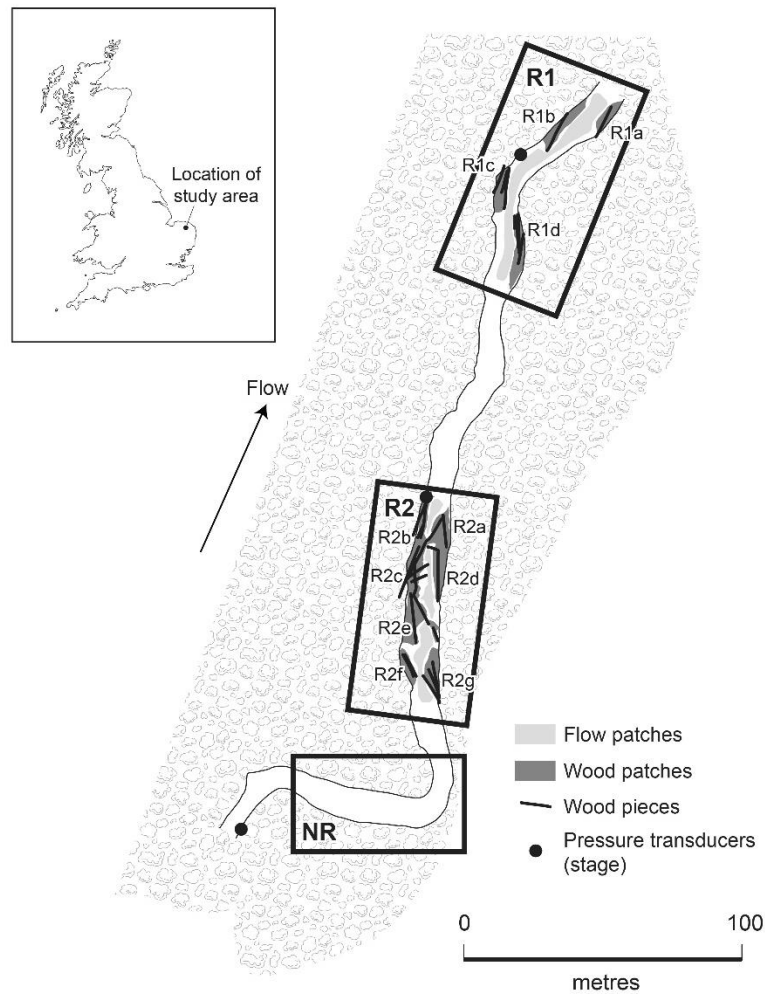 Location of
study area
R1
R1b
R1a
R1c
R1d
Flow
R2
R2a
R2b
R2c
R2d
R2e
R2f
R2g
NR
Flow patches
Wood patches
Wood pieces
Pressure transducers
(stage)
0
100
metres